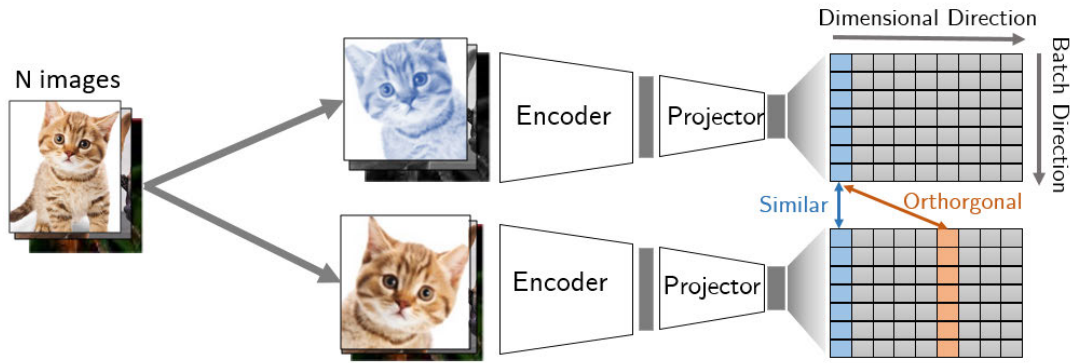 N images
Encoder
Projector
Dimensional Direction
Batch Direction
Similar
Orthorgonal
Encoder
Projector